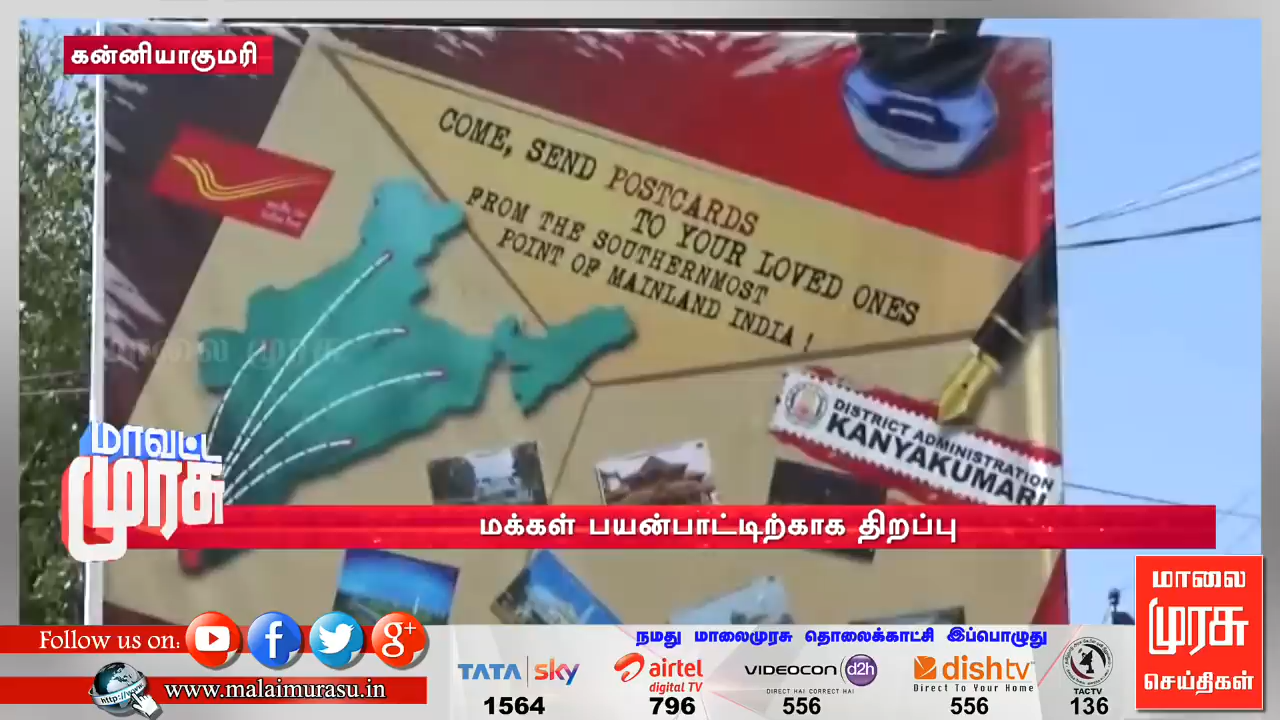 கன்னியாகுமரி
COME, SEND POSTCARDS
TO YOUR LOVED ONES
FROM THE SOUTHERNMOST
POINT OF MAINLAND INDIA !
மாலை முரசு
DISTRICT ADMINISTRATION
KANYAKUMARI
மாவட்ட
முரசு
மக்கள் பயன்பாட்டிற்காக திறப்பு
மாலை
முரசு
செய்திகள்
Follow us on:
g+
http://www
www.malaimurasu.in
நமது மாலைமுரசு தொலைக்காட்சி இப்பொழுது
TATA sky
1564
airtel
digital TV
796
VIDEOCON d2h
DIRECT HAI CORRECT HAI
556
dishtv
Direct To Your Home
556
TACTV
136